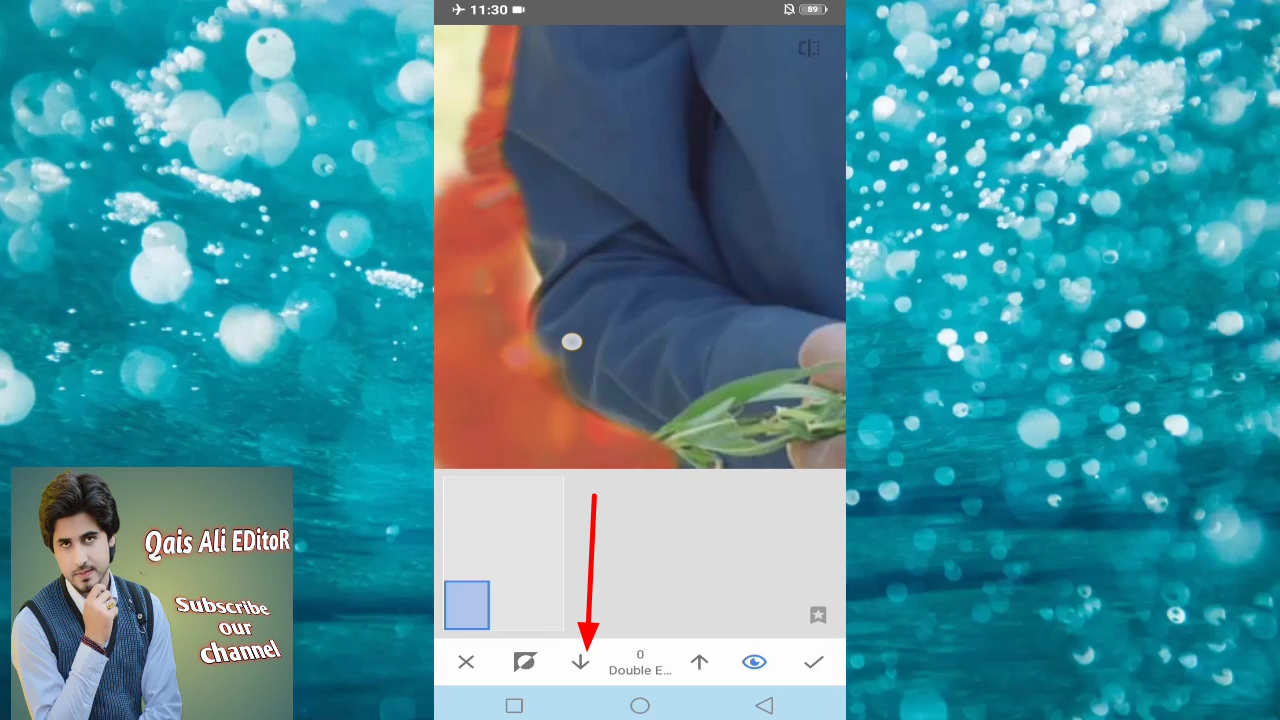 11:30
89
Qais Ali EDitoR
Subscribe
our
channel
0
Double E...